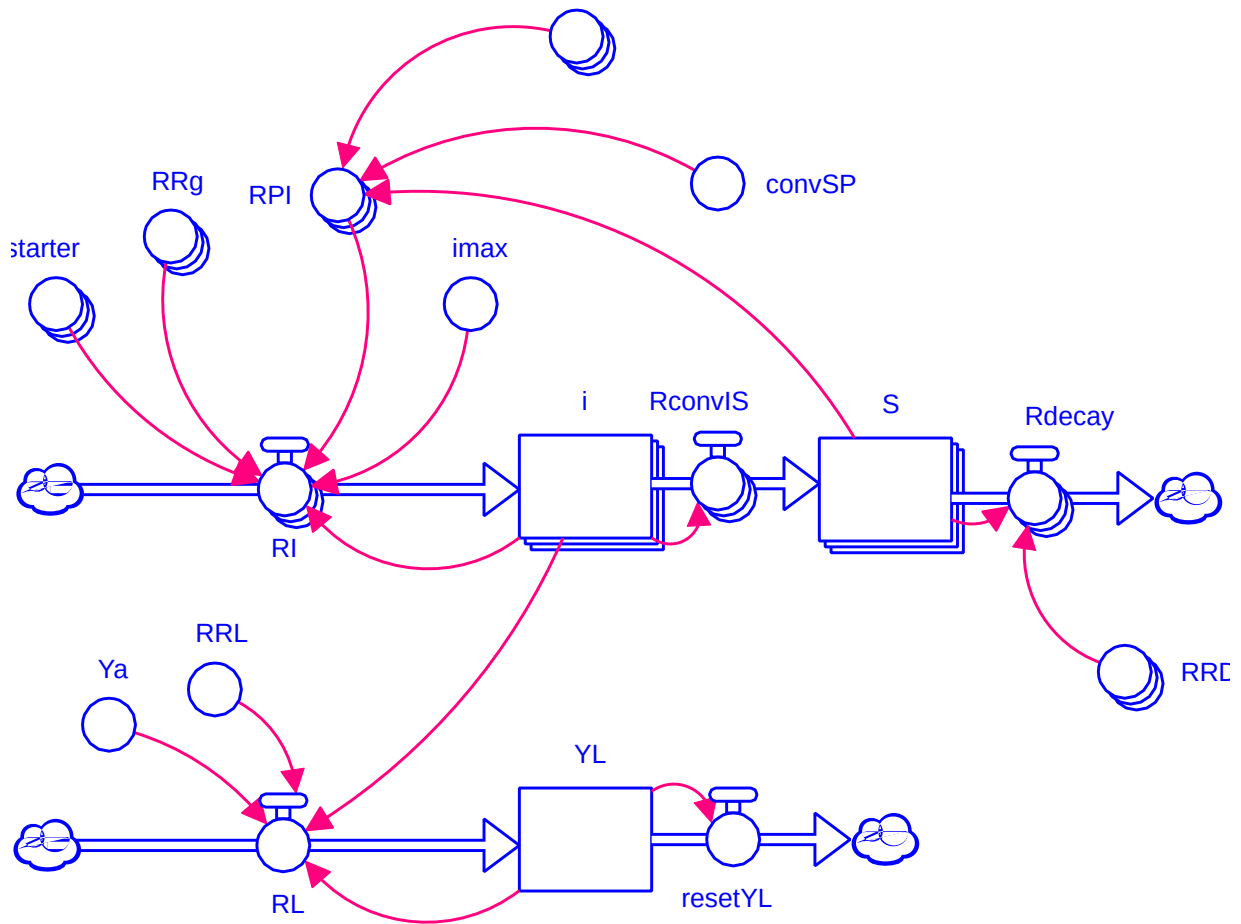 RRg
RPI
convSP
starter
imax
i
RconvIS
S
Rdecay
RI
RRL
Ya
RRD
YL
RL
resetYL